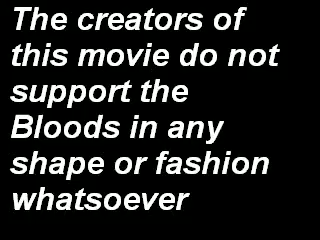 The creators of
this movie do not
support the
Bloods in any
shape or fashion
whatsoever